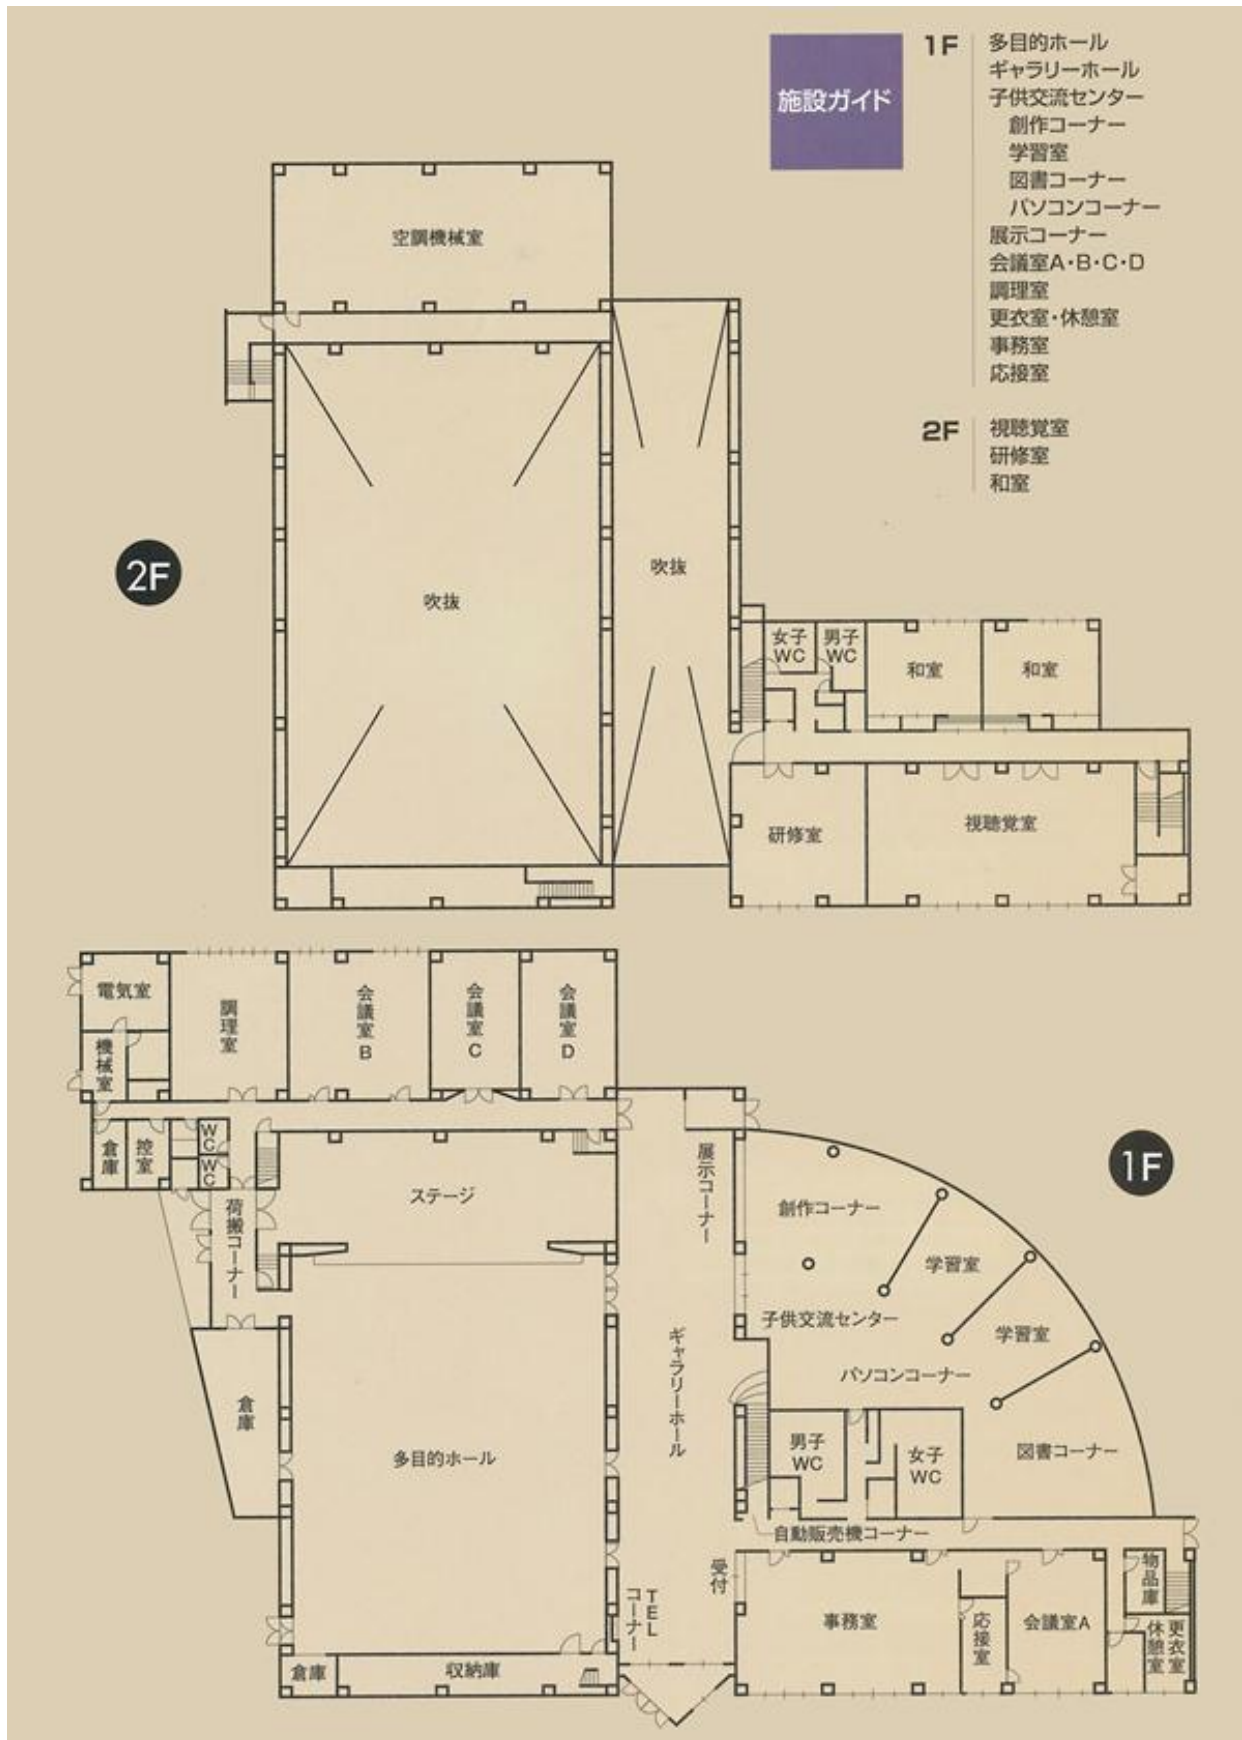 施設ガイド
1F
多目的ホール
ギャラリーホール
子供交流センター
創作コーナー
学習室
図書コーナー
パソコンコーナー
展示コーナー
会議室A・B・C・D
調理室
更衣室・休憩室
事務室
応接室
2F
視聴覚室
研修室
和室
2F
空調機械室
吹抜
吹抜
女子
WC
男子
WC
和室
和室
研修室
視聴覚室
1F
電気室
機械室
調理室
会議室B
会議室C
会議室D
倉庫
控室
WC
WC
荷搬コーナー
ステージ
展示コーナー
創作コーナー
学習室
子供交流センター
学習室
パソコンコーナー
ギャラリーホール
倉庫
多目的ホール
男子
WC
女子
WC
図書コーナー
自動販売機コーナー
受付
TEL
コーナー
事務室
応接室
会議室A
物品庫
更衣室
休憩室
倉庫
収納庫